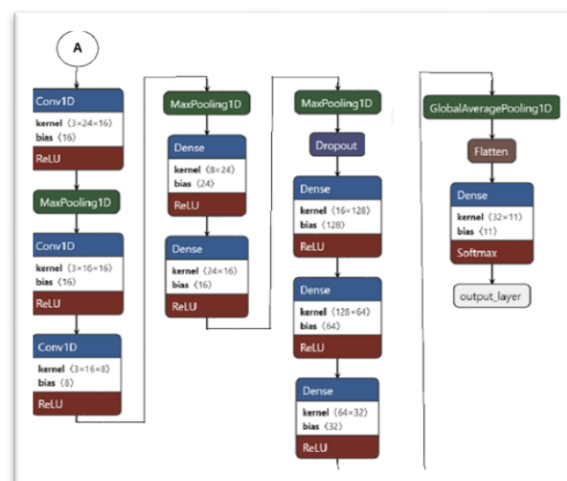 A
Conv1D
kernel ⟨3×24×16⟩
bias ⟨16⟩
ReLU
MaxPooling1D
Conv1D
kernel ⟨3×16×16⟩
bias ⟨16⟩
ReLU
Conv1D
kernel ⟨3×16×8⟩
bias ⟨8⟩
ReLU
MaxPooling1D
Dense
kernel ⟨8×24⟩
bias ⟨24⟩
ReLU
Dense
kernel ⟨24×16⟩
bias ⟨16⟩
ReLU
MaxPooling1D
Dropout
Dense
kernel ⟨16×128⟩
bias ⟨128⟩
ReLU
Dense
kernel ⟨128×64⟩
bias ⟨64⟩
ReLU
Dense
kernel ⟨64×32⟩
bias ⟨32⟩
ReLU
GlobalAveragePooling1D
Flatten
Dense
kernel ⟨32×11⟩
bias ⟨11⟩
Softmax
output_layer